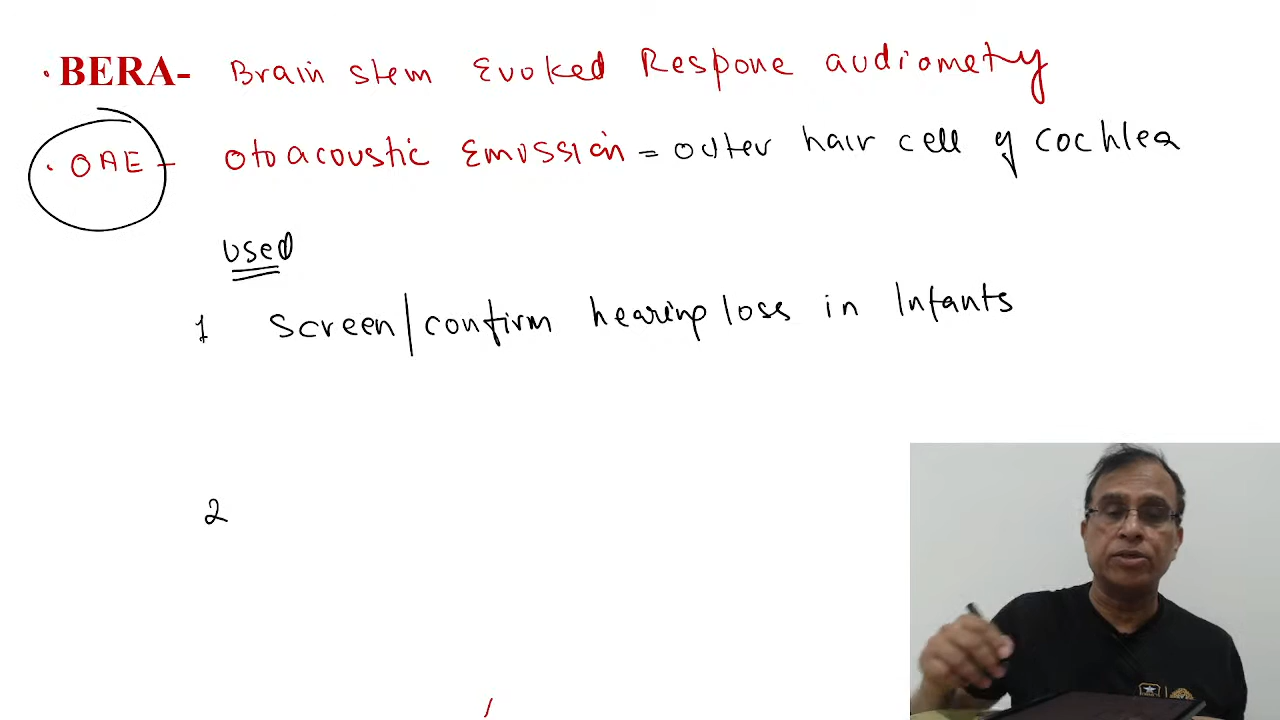 · BERA- Brain stem Evoked Respone audiomety
· OAE - otoacoustic Emission = outer hair cell of cochlea
Used
1 Screen/confirm hearing loss in Infants
2